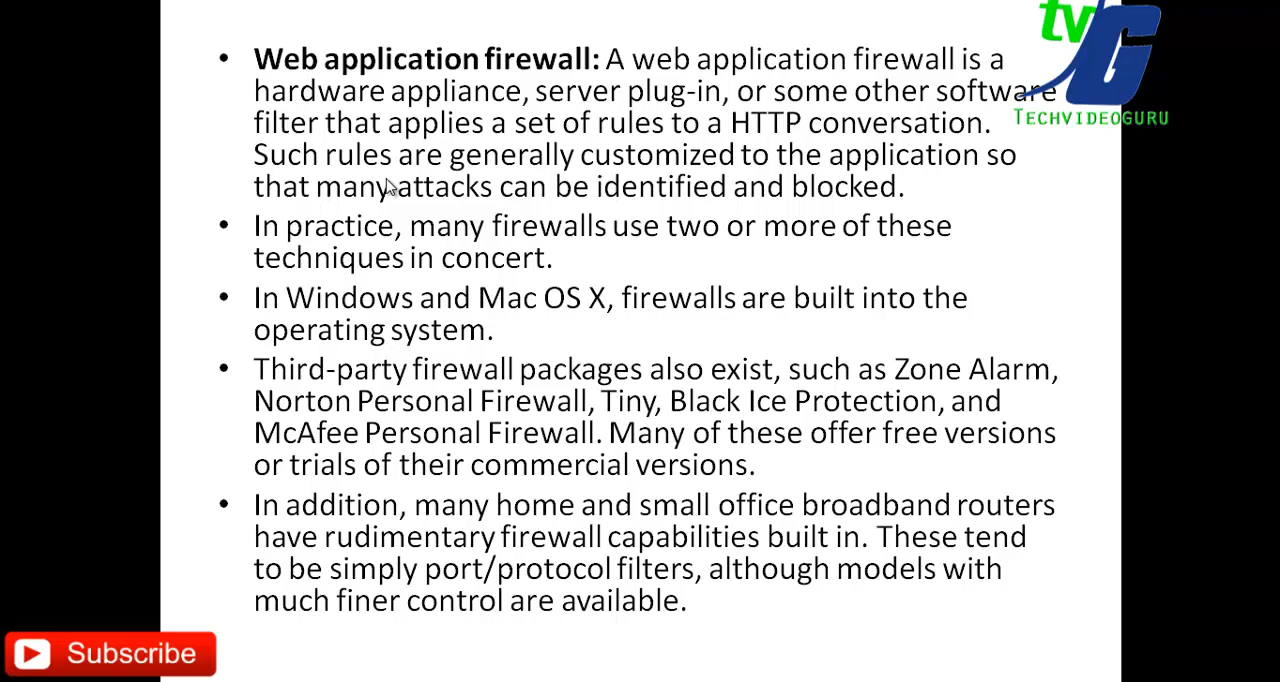 tv
G
TECHVIDEOGURU
• Web application firewall: A web application firewall is a
hardware appliance, server plug-in, or some other software
filter that applies a set of rules to a HTTP conversation.
Such rules are generally customized to the application so
that many attacks can be identified and blocked.
• In practice, many firewalls use two or more of these
techniques in concert.
• In Windows and Mac OS X, firewalls are built into the
operating system.
• Third-party firewall packages also exist, such as Zone Alarm,
Norton Personal Firewall, Tiny, Black Ice Protection, and
McAfee Personal Firewall. Many of these offer free versions
or trials of their commercial versions.
• In addition, many home and small office broadband routers
have rudimentary firewall capabilities built in. These tend
to be simply port/protocol filters, although models with
much finer control are available.
Subscribe